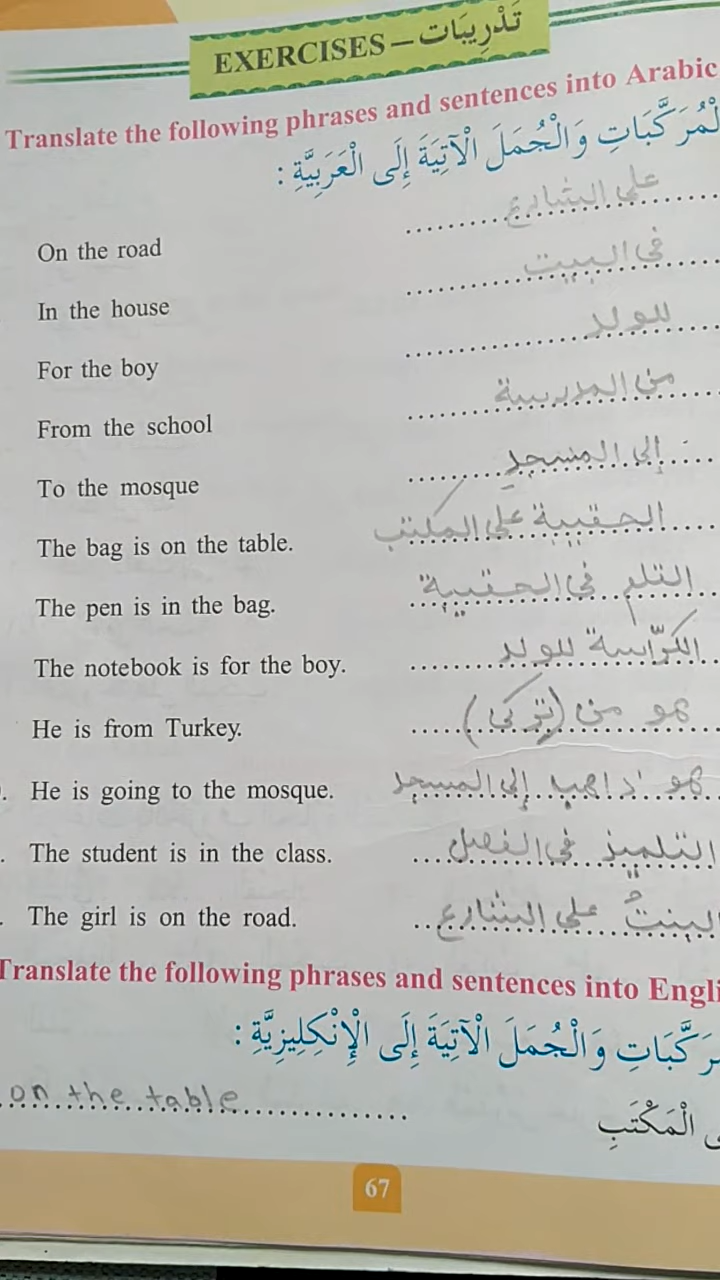 EXERCISES – تَدْرِيبَات
Translate the following phrases and sentences into Arabic
الْمُرَكَّبَاتِ وَالْجُمَلَ الْآتِيَةَ إِلَى الْعَرَبِيَّةِ :
On the road على الشارع
In the house في البيت
For the boy للولد
From the school من المدرسة
To the mosque إلى المسجد
The bag is on the table. الحقيبة على المكتب
The pen is in the bag. القلم في الحقيبة
The notebook is for the boy. الكرّاسة للولد
He is from Turkey. هو من (تركي)
He is going to the mosque. هو ذاهب إلى المسجد
The student is in the class. التلميذ في الفصل
The girl is on the road. البنتُ على الشارع
Translate the following phrases and sentences into Engli
مُرَكَّبَاتِ وَالْجُمَلَ الْآتِيَةَ إِلَى الْإِنْكِلِيزِيَّةِ :
on the table الْمَكْتَبِ
67